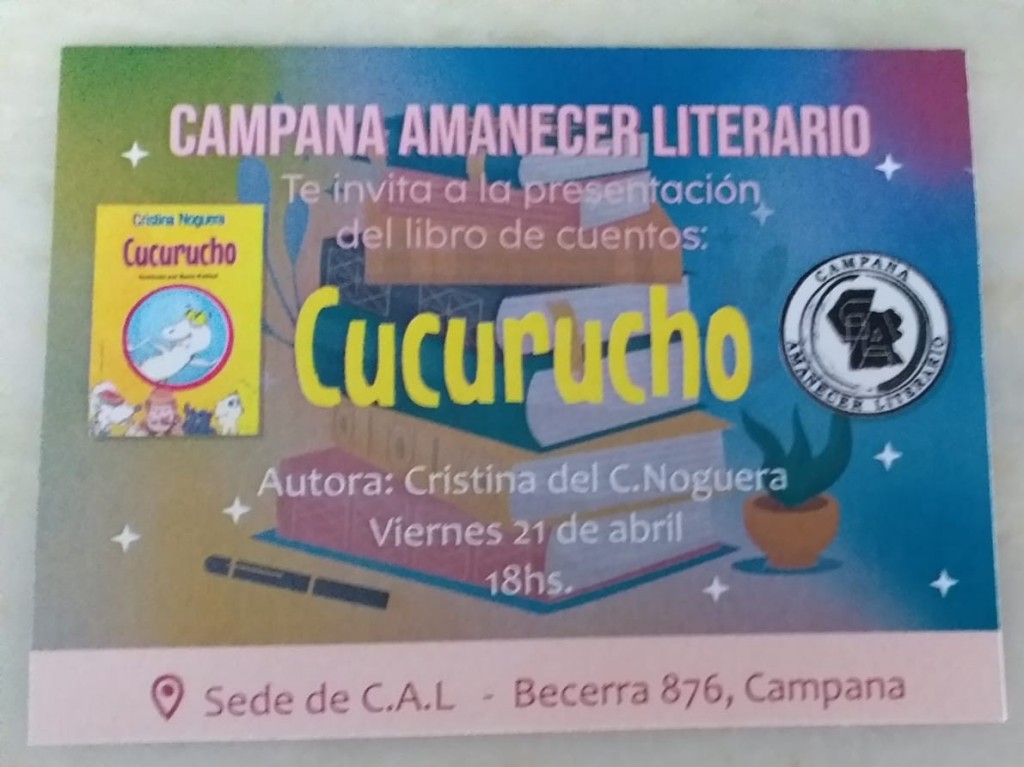 CAMPANA AMANECER LITERARIO
Te invita a la presentación
del libro de cuentos:
Cristina Noguera
Cucurucho
Cucurucho
CAMPANA
AMANECER LITERARIO
Autora: Cristina del C.Noguera
Viernes 21 de abril
18hs.
Sede de C.A.L - Becerra 876, Campana